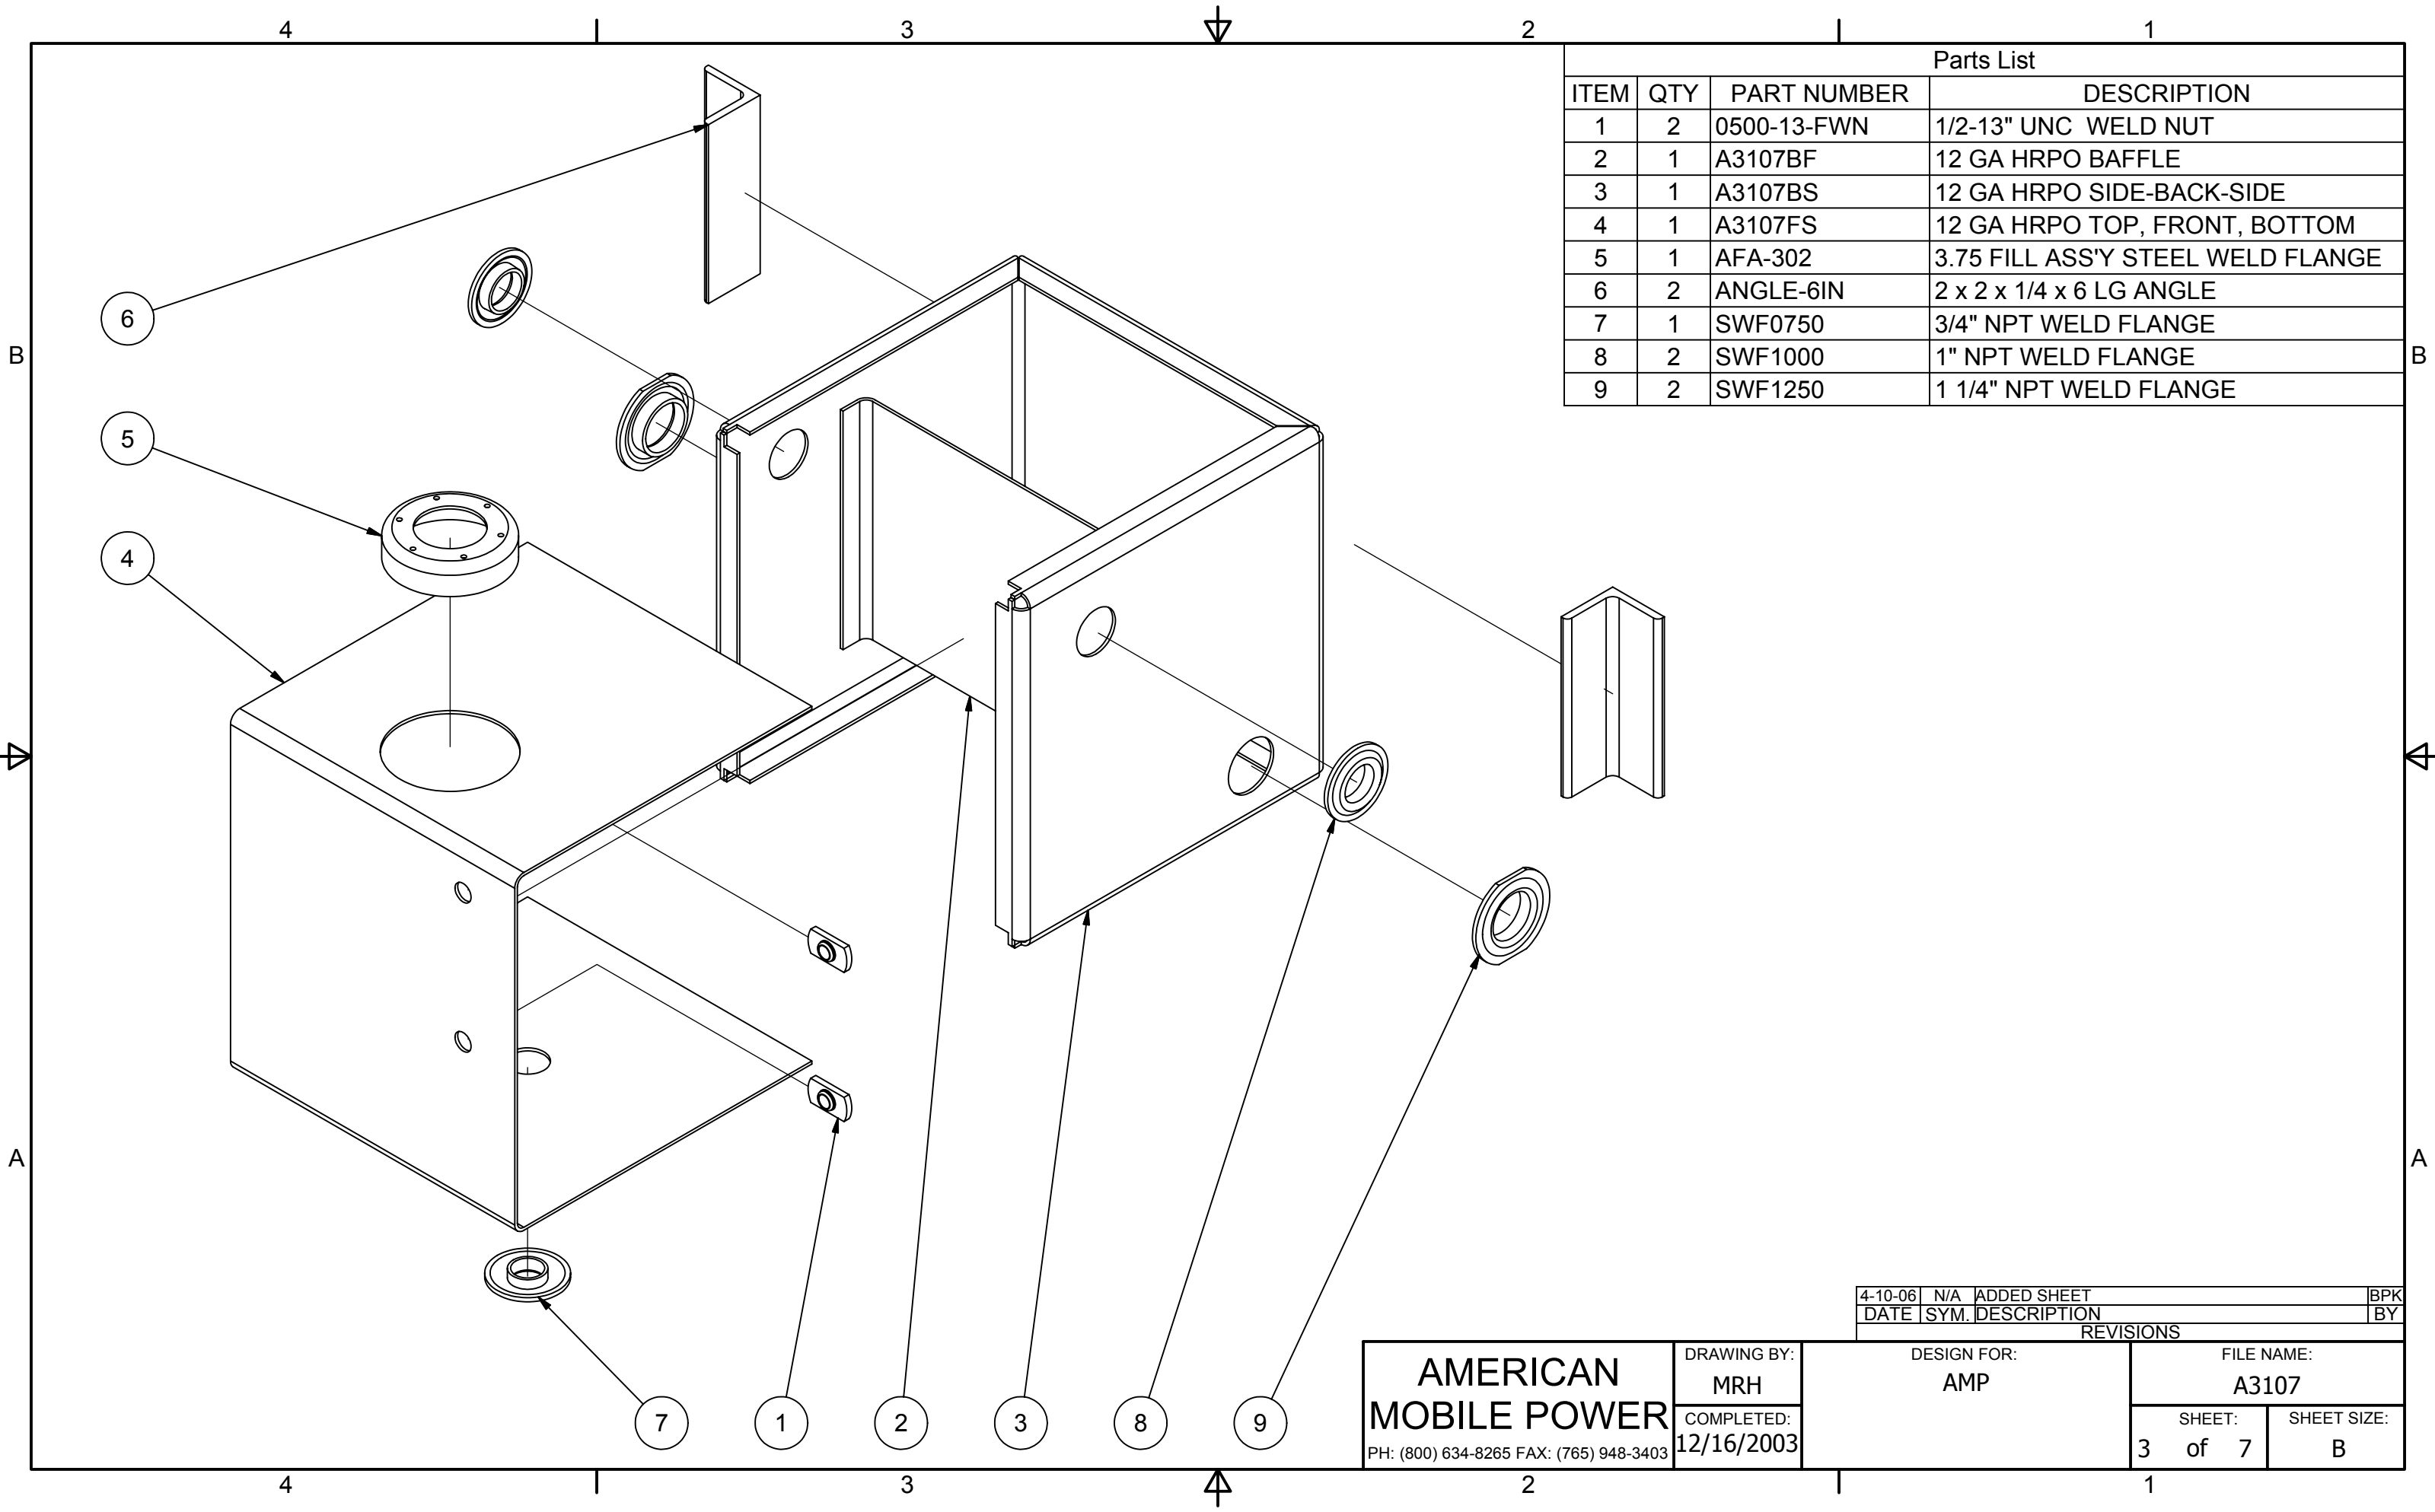 4 3 2 1
Parts List
ITEM QTY PART NUMBER DESCRIPTION
1 2 0500-13-FWN 1/2-13" UNC WELD NUT
2 1 A3107BF 12 GA HRPO BAFFLE
3 1 A3107BS 12 GA HRPO SIDE-BACK-SIDE
4 1 A3107FS 12 GA HRPO TOP, FRONT, BOTTOM
5 1 AFA-302 3.75 FILL ASS'Y STEEL WELD FLANGE
6 2 ANGLE-6IN 2 x 2 x 1/4 x 6 LG ANGLE
7 1 SWF0750 3/4" NPT WELD FLANGE
8 2 SWF1000 1" NPT WELD FLANGE
9 2 SWF1250 1 1/4" NPT WELD FLANGE
6
B B
5
4
A A
7 1 2 3 8 9
4-10-06 N/A ADDED SHEET BPK
DATE SYM. DESCRIPTION BY
REVISIONS
AMERICAN
MOBILE POWER
PH: (800) 634-8265 FAX: (765) 948-3403
DRAWING BY:
MRH
COMPLETED:
12/16/2003
DESIGN FOR:
AMP
FILE NAME:
A3107
SHEET:
3 of 7
SHEET SIZE:
B
4 3 2 1